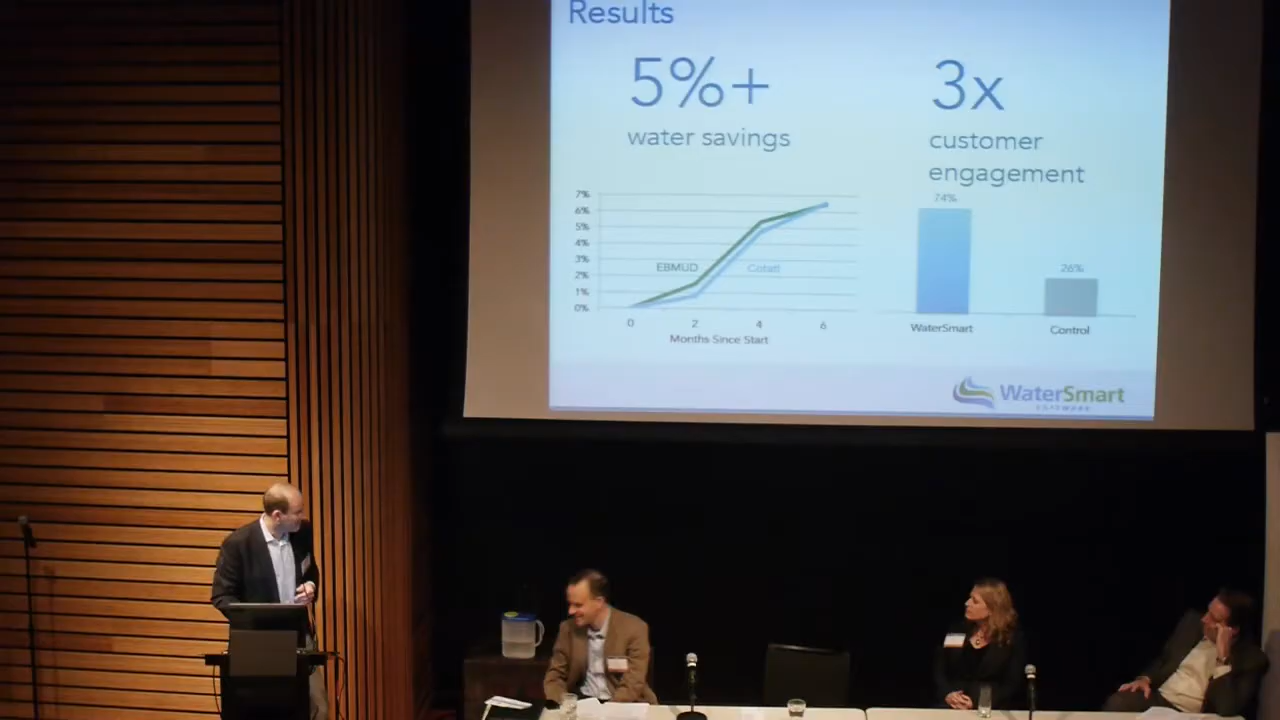 Results
5%+
water savings
3x
customer
engagement
7%
6%
5%
4%
3%
2%
1%
0%
EBMUD
Cotati
0 2 4 6
Months Since Start
74%
26%
WaterSmart
Control
WaterSmart
SOFTWARE